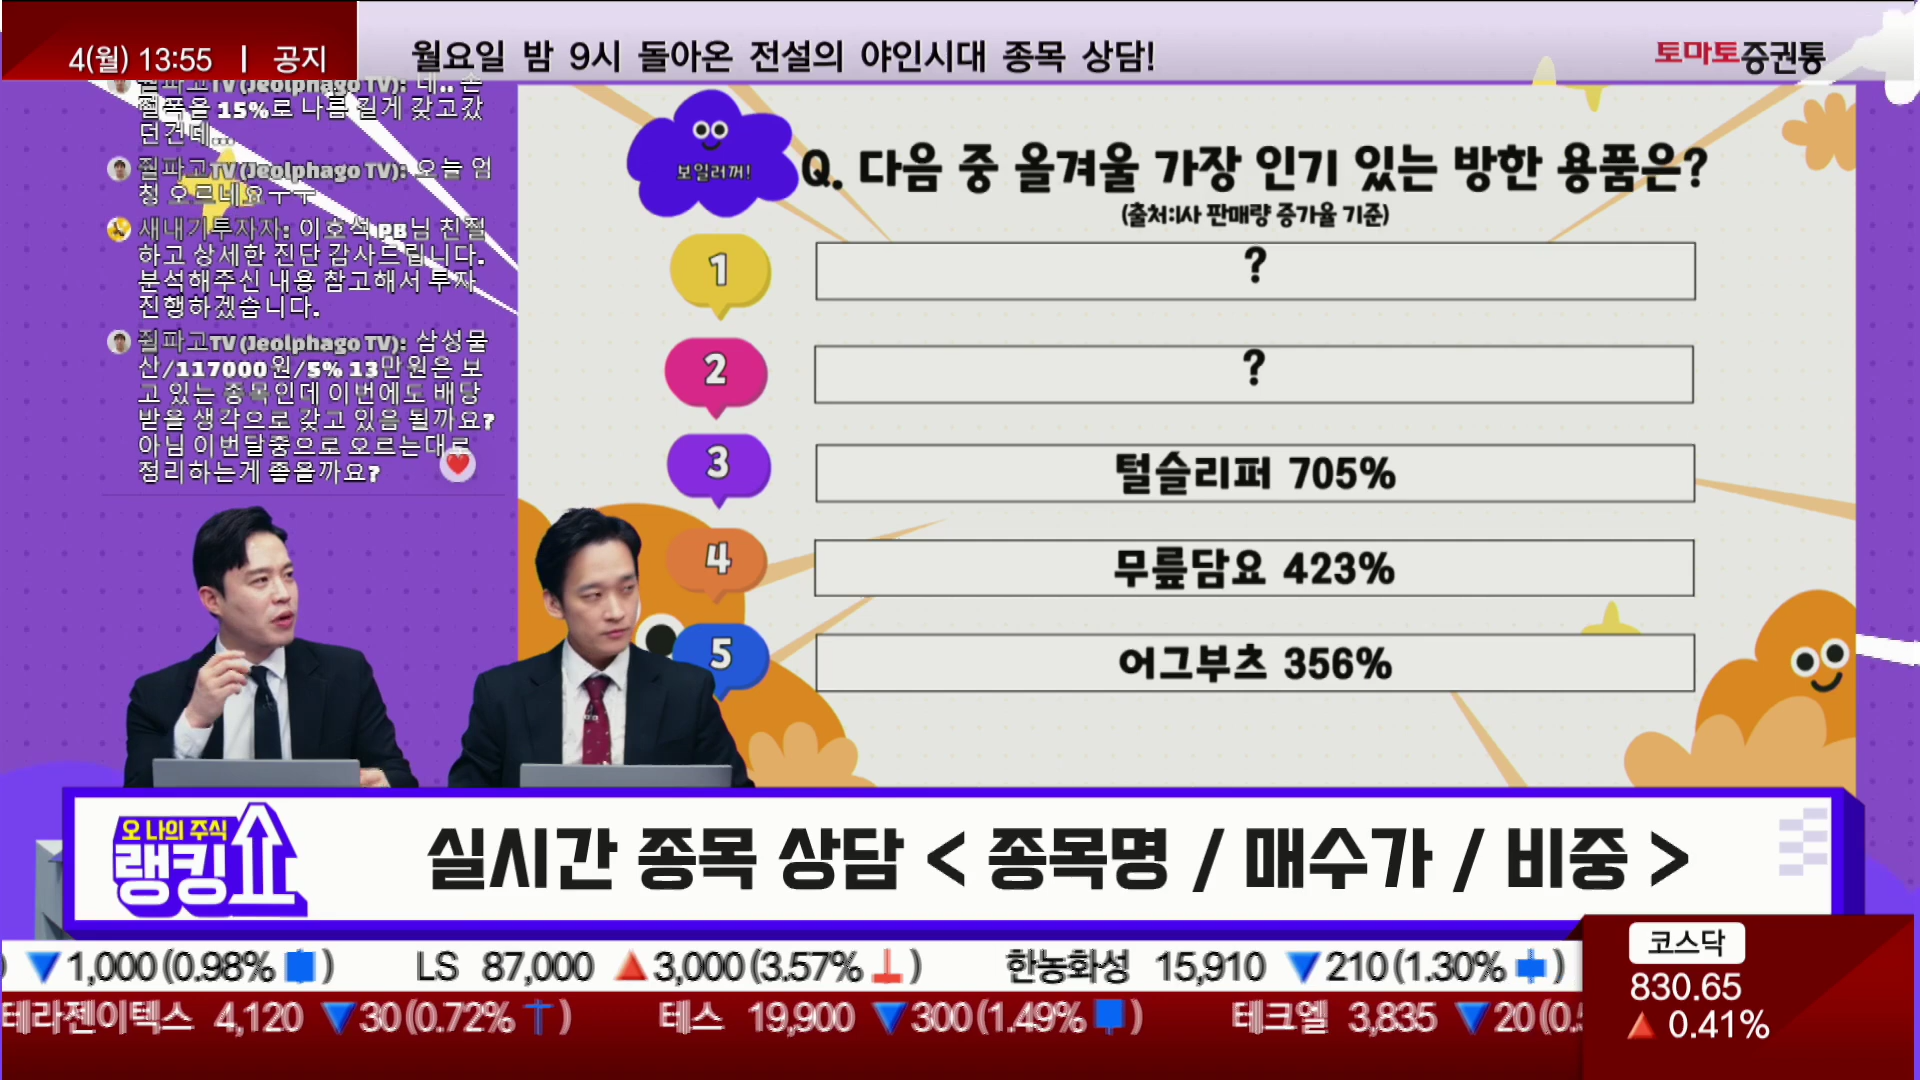 4(월) 13:55 | 공지
월요일 밤 9시 돌아온 전설의 야인시대 종목 상담!
토마토증권통
쩔파고TV(Jeolphago TV): 네.. 손
절폭을 15%로 나름 길게 갖고갔
던건데...
쩔파고TV(Jeolphago TV): 오늘 엄
청 오르네요ㅜㅜ
새내기투자자: 이호석 PB님 친절
하고 상세한 진단 감사드립니다.
분석해주신 내용 참고해서 투자
진행하겠습니다.
쩔파고TV(Jeolphago TV): 삼성물
산/117000원/5% 13만원은 보
고 있는 종목인데 이번에도 배당
받을 생각으로 갖고 있음 될까요?
아님 이번달중으로 오르는대로
정리하는게 좋을까요?
보일러꺼!
Q. 다음 중 올겨울 가장 인기 있는 방한 용품은?
(출처:I사 판매량 증가율 기준)
1 ?
2 ?
3 털슬리퍼 705%
4 무릎담요 423%
5 어그부츠 356%
오 나의 주식
랭킹쇼
실시간 종목 상담 < 종목명 / 매수가 / 비중 >
) ▼1,000(0.98% ) LS 87,000 ▲3,000(3.57% ) 한농화성 15,910 ▼210(1.30% )
테라젠이텍스 4,120 ▼30(0.72% ) 테스 19,900 ▼300(1.49% ) 테크엘 3,835 ▼20(0.5
코스닥
830.65
▲ 0.41%